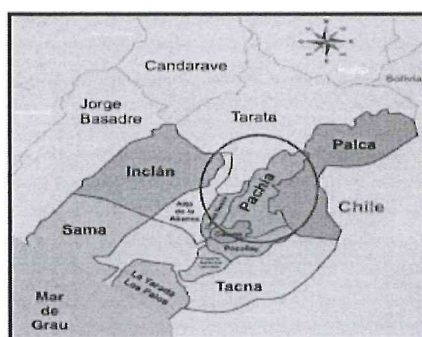 Candarave
Bolivia
Jorge
Basadre
Tarata
Palca
Inclán
Pachía
Alto
de la
Alianza
Chile
Sama
Pocollay
Tacna
La Yarada
Los Palos
Mar
de
Grau